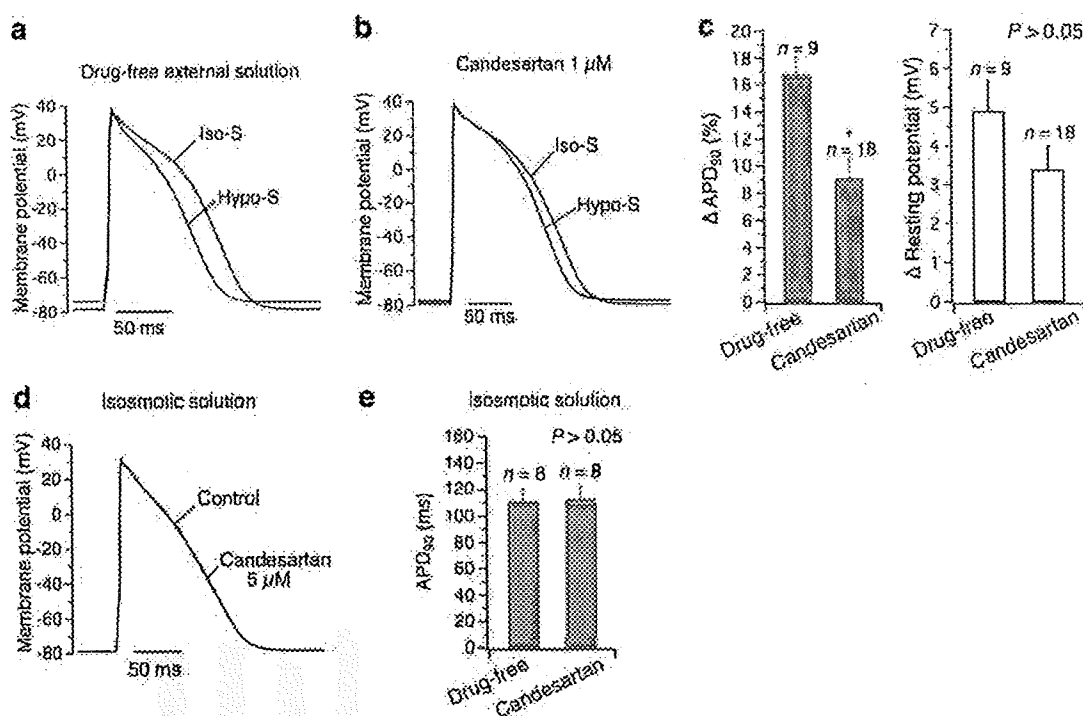 a
Drug-free external solution
Membrane potential (mV)
40
20
0
-20
-40
-60
-80
Iso-S
Hypo-S
50 ms
b
Candesartan 1 µM
Membrane potential (mV)
40
20
0
-20
-40
-60
-80
Iso-S
Hypo-S
50 ms
c
Δ APD90 (%)
20
18
16
14
12
10
8
6
4
2
0
n = 9
*
n = 18
Drug-free
Candesartan
Δ Resting potential (mV)
7
6
5
4
3
2
1
0
P > 0.05
n = 9
n = 18
Drug-free
Candesartan
d
Isosmotic solution
Membrane potential (mV)
40
20
0
-20
-40
-60
-80
Control
Candesartan
5 µM
50 ms
e
Isosmotic solution
APD90 (ms)
160
140
120
100
80
60
40
20
0
P > 0.05
n = 8
n = 8
Drug-free
Candesartan